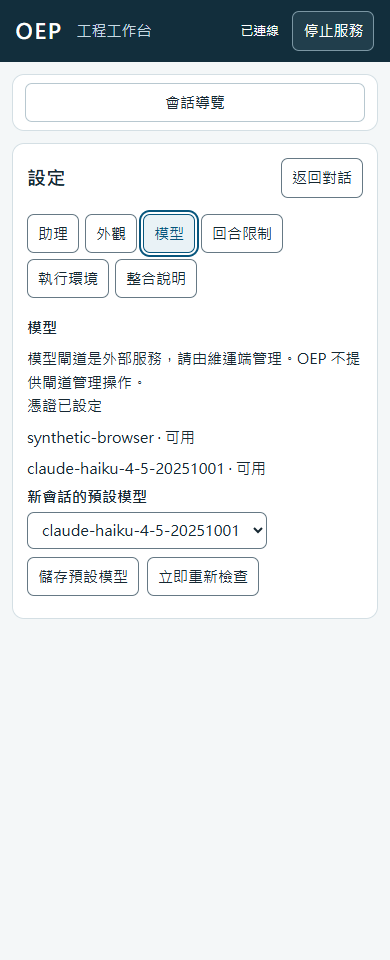 OEP 工程工作台 已連線 停止服務
會話導覽
設定 返回對話
助理 外觀 模型 回合限制
執行環境 整合說明
模型
模型閘道是外部服務，請由維運端管理。OEP 不提
供閘道管理操作。
憑證已設定
synthetic-browser · 可用
claude-haiku-4-5-20251001 · 可用
新會話的預設模型
claude-haiku-4-5-20251001
儲存預設模型 立即重新檢查